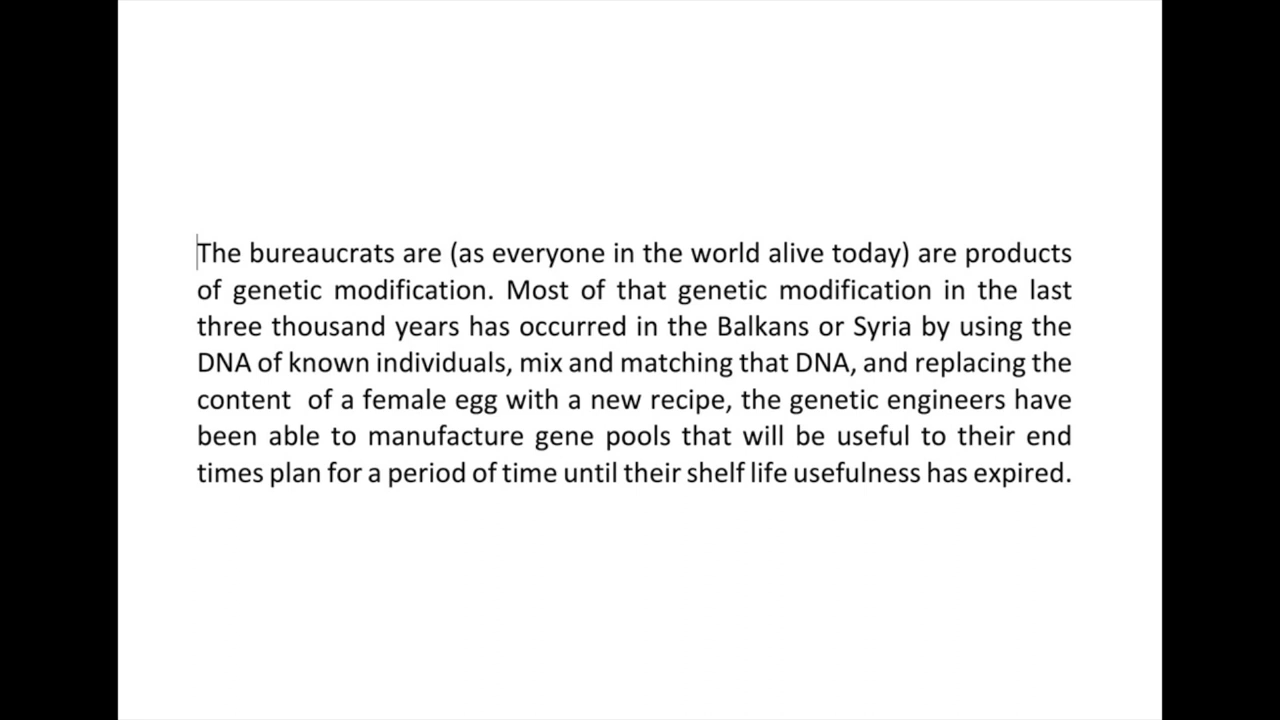 The bureaucrats are (as everyone in the world alive today) are products
of genetic modification. Most of that genetic modification in the last
three thousand years has occurred in the Balkans or Syria by using the
DNA of known individuals, mix and matching that DNA, and replacing the
content  of a female egg with a new recipe, the genetic engineers have
been able to manufacture gene pools that will be useful to their end
times plan for a period of time until their shelf life usefulness has expired.